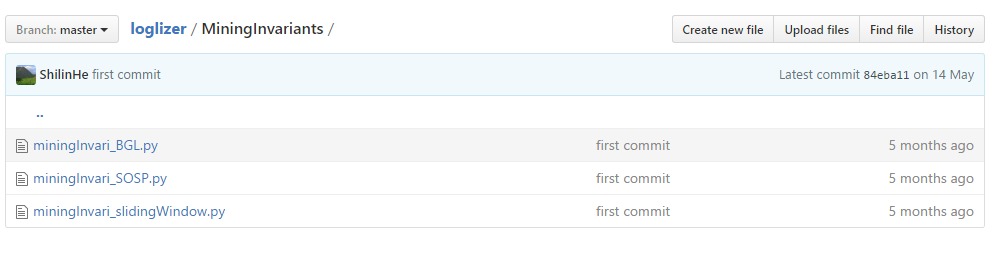 Branch: master loglizer / MiningInvariants / Create new file Upload files Find file History
ShilinHe first commit Latest commit 84eba11 on 14 May
..
miningInvari_BGL.py first commit 5 months ago
miningInvari_SOSP.py first commit 5 months ago
miningInvari_slidingWindow.py first commit 5 months ago